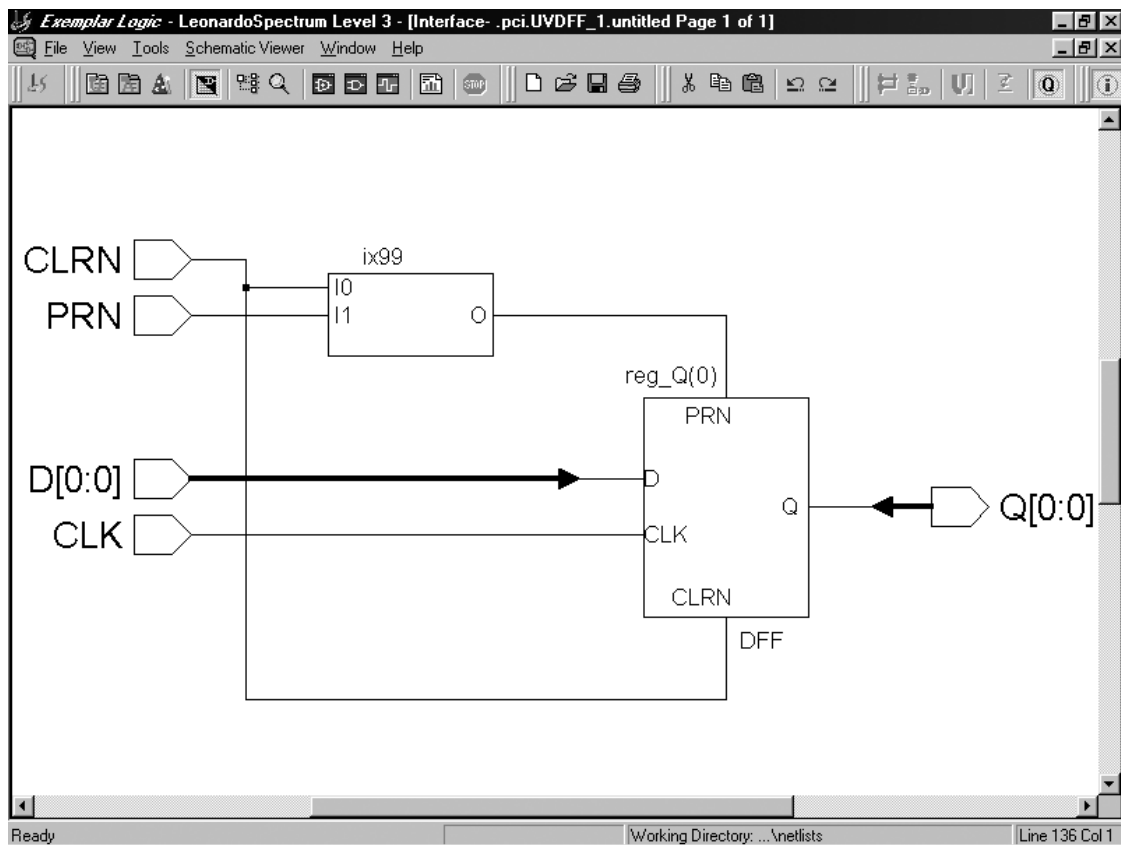 Exemplar Logic - LeonardoSpectrum Level 3 - [Interface- .pci.UVDFF_1.untitled Page 1 of 1]
File View Tools Schematic Viewer Window Help
STOP
Q
i
CLRN
ix99
I0
PRN
I1
O
reg_Q(0)
PRN
D[0:0]
D
Q
Q[0:0]
CLK
CLK
CLRN
DFF
Ready
Working Directory: ...\netlists
Line 136 Col 1